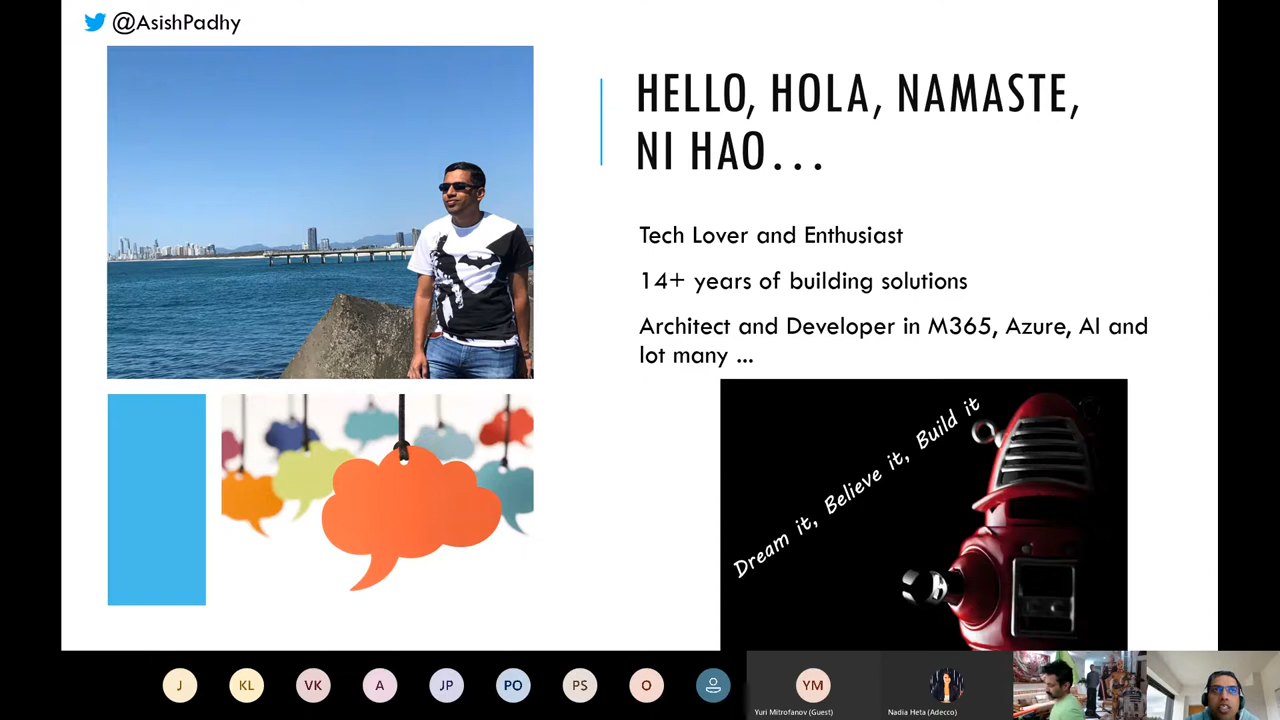 @AsishPadhy
HELLO, HOLA, NAMASTE,
NI HAO...
Tech Lover and Enthusiast
14+ years of building solutions
Architect and Developer in M365, Azure, AI and
lot many ...
Dream it, Believe it, Build it
J
KL
VK
A
JP
PO
PS
O
YM
Yuri Mitrofanov (Guest)
Nadia Heta (Adecco)